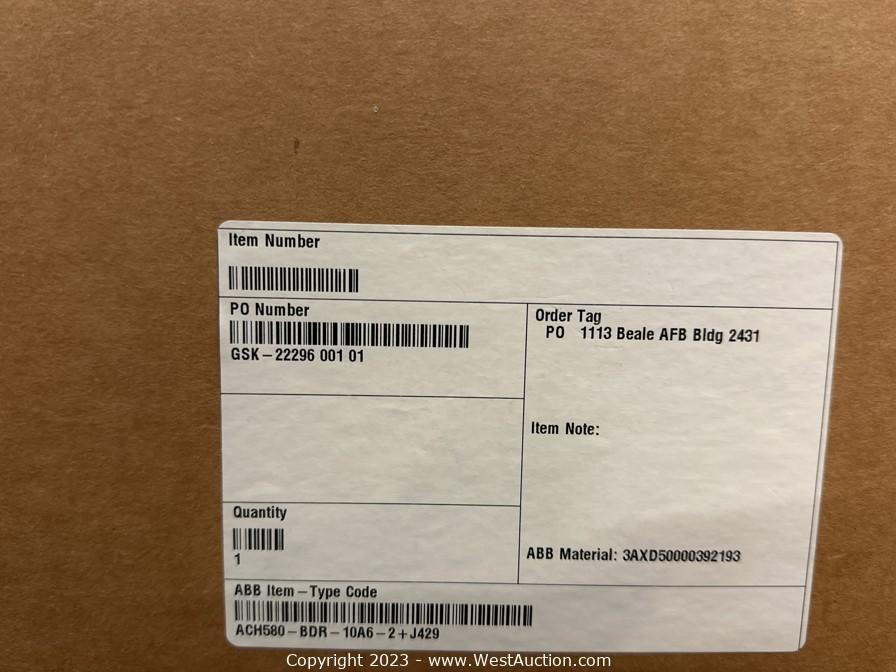 Item Number
PO Number
GSK-22296 001 01
Order Tag
PO 1113 Beale AFB Bldg 2431
Item Note:
Quantity
1
ABB Material: 3AXD50000392193
ABB Item-Type Code
ACH580-BDR-10A6-2+J429
Copyright 2023 - www.WestAuction.com